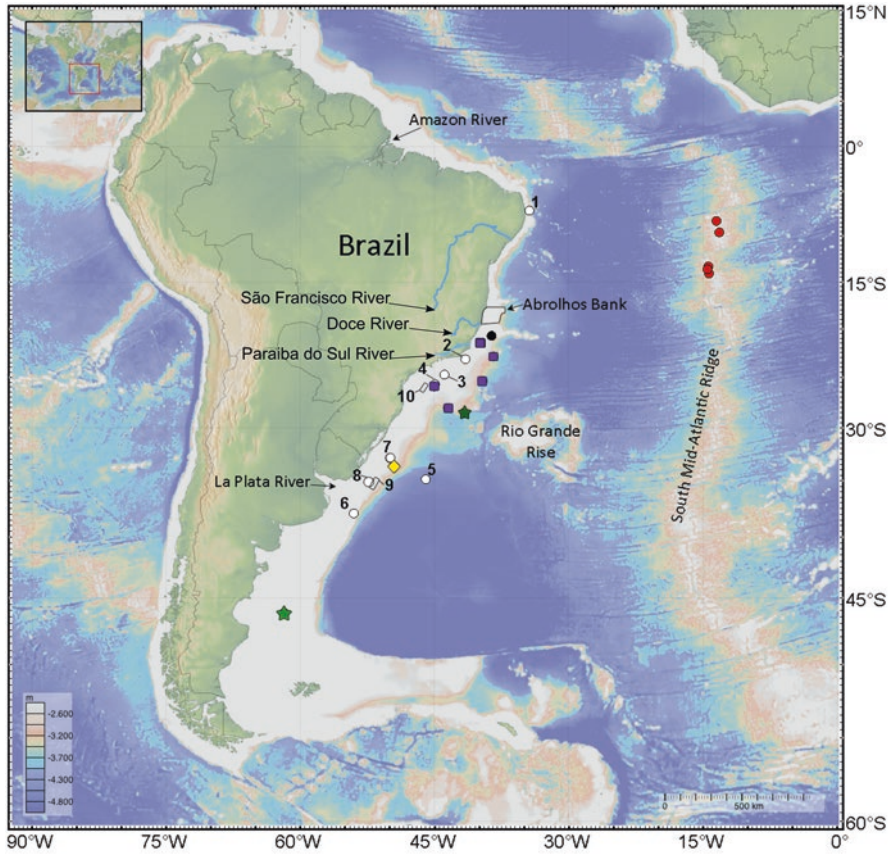 15°N
Amazon River
0°
1
Brazil
15°S
São Francisco River
Abrolhos Bank
Doce River
2
Paraiba do Sul River
4
3
10
30°S
Rio Grande
Rise
7
South Mid-Atlantic Ridge
La Plata River
8
9
5
6
45°S
m
-2.600
-3.200
-3.700
-4.300
-4.800
0
500 km
60°S
90°W
75°W
60°W
45°W
30°W
15°W
0°